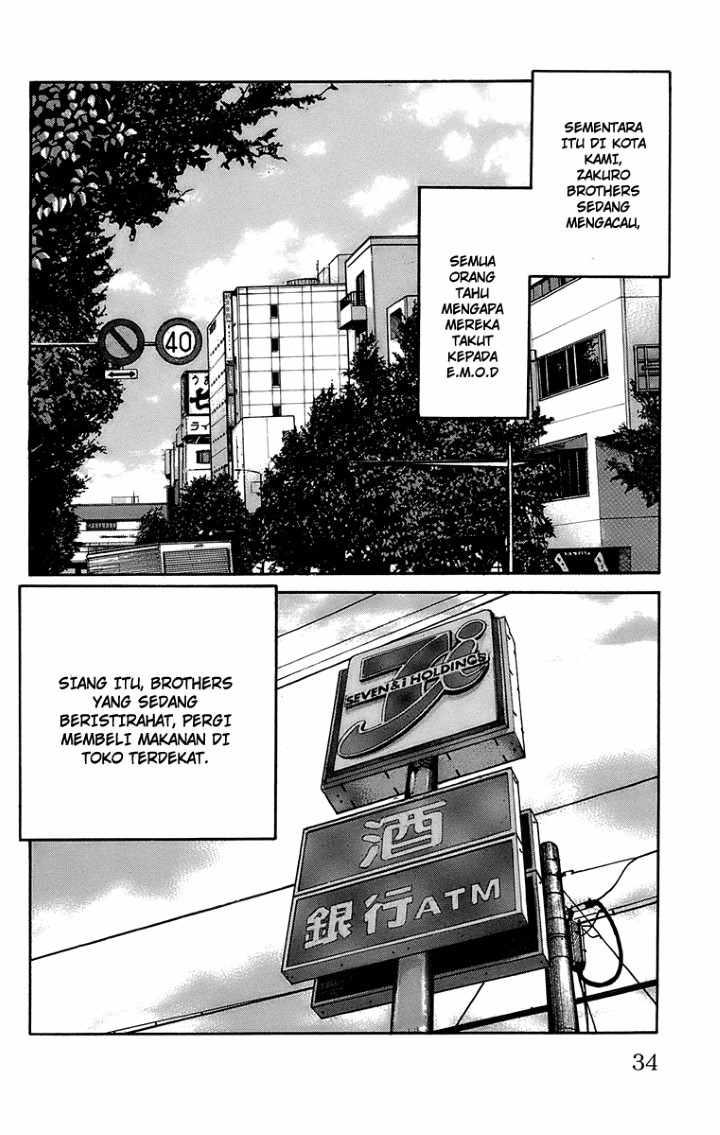 SEMENTARA
ITU DI KOTA
KAMI,
ZAKURO
BROTHERS
SEDANG
MENGACAU,
SEMUA
ORANG
TAHU
MENGAPA
MEREKA
TAKUT
KEPADA
E.M.O.D
40
SIANG ITU, BROTHERS
YANG SEDANG
BERISTIRAHAT, PERGI
MEMBELI MAKANAN DI
TOKO TERDEKAT.
SEVEN & i HOLDINGS
酒
銀行ATM
34